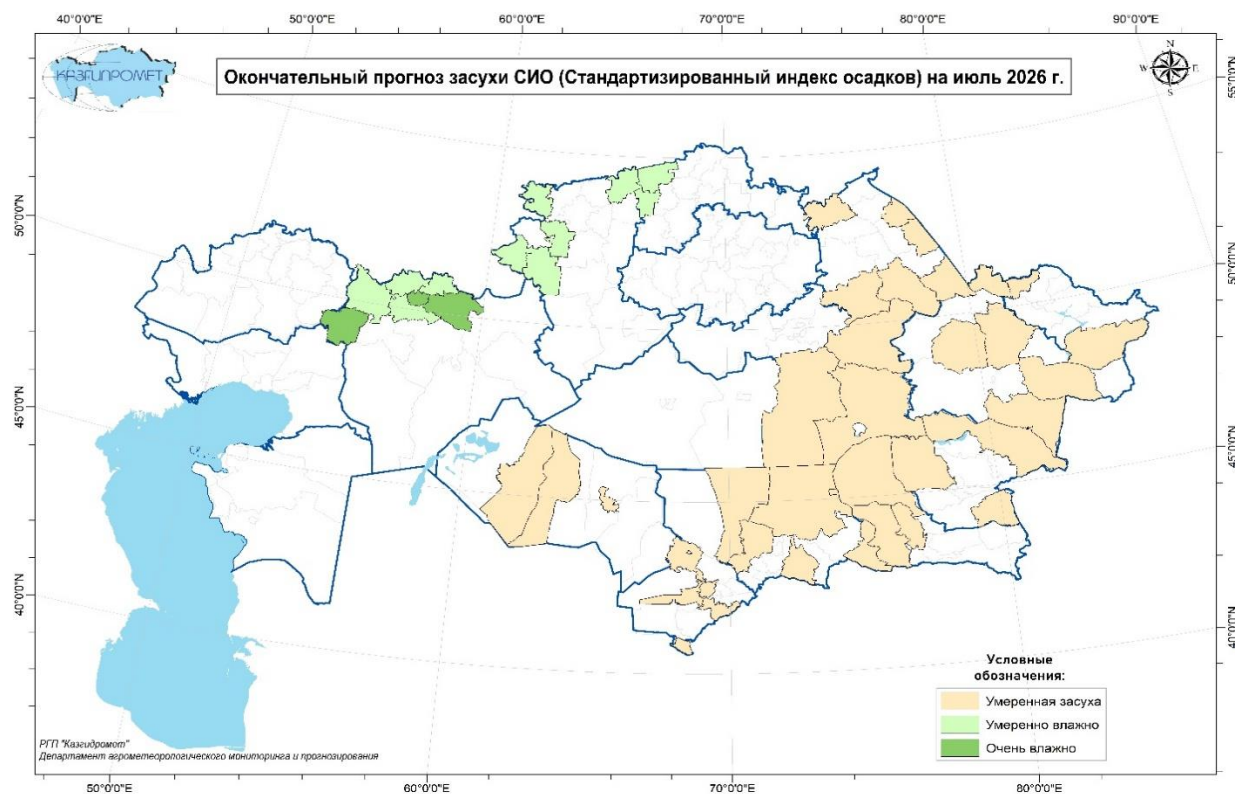 40°0'0"E 50°0'0"E 60°0'0"E 70°0'0"E 80°0'0"E 90°0'0"E
КАЗГИДРОМЕТ
Окончательный прогноз засухи СИО (Стандартизированный индекс осадков) на июль 2026 г.
N
W E
S
55°0'0"N
50°0'0"N 50°0'0"N
45°0'0"N 45°0'0"N
40°0'0"N 40°0'0"N
Условные
обозначения:
Умеренная засуха
Умеренно влажно
Очень влажно
РГП "Казгидромет"
Департамент агрометеорологического мониторинга и прогнозирования
50°0'0"E 60°0'0"E 70°0'0"E 80°0'0"E